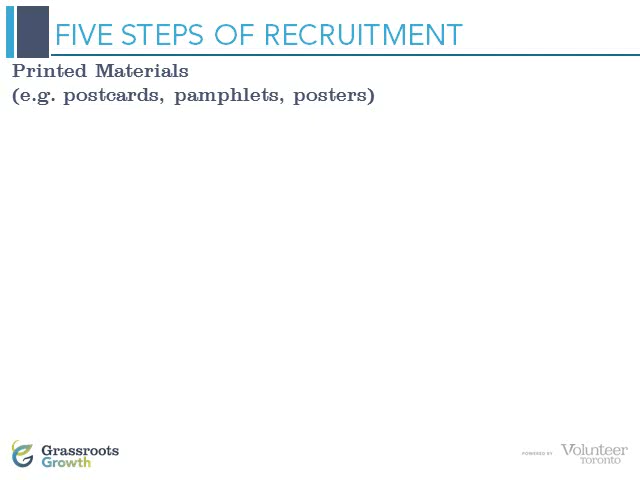 FIVE STEPS OF RECRUITMENT
Printed Materials
(e.g. postcards, pamphlets, posters)
Grassroots
Growth
POWERED BY
Volunteer
TORONTO